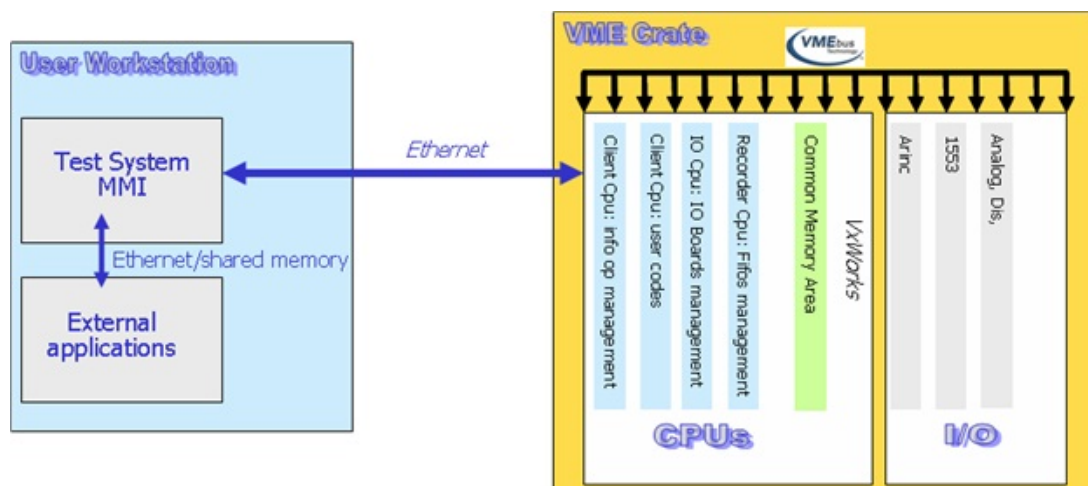 User Workstation
Test System
MMI
Ethernet/shared memory
External
applications
Ethernet
VME Crate
VMEbus
Technology
Client Cpu: info op management
Client Cpu: user codes
IO Cpu: IO Boards management
Recorder Cpu: Fifos management
Common Memory Area
VxWorks
CPUs
Arinc
1553
Analog, Dis,
I/O